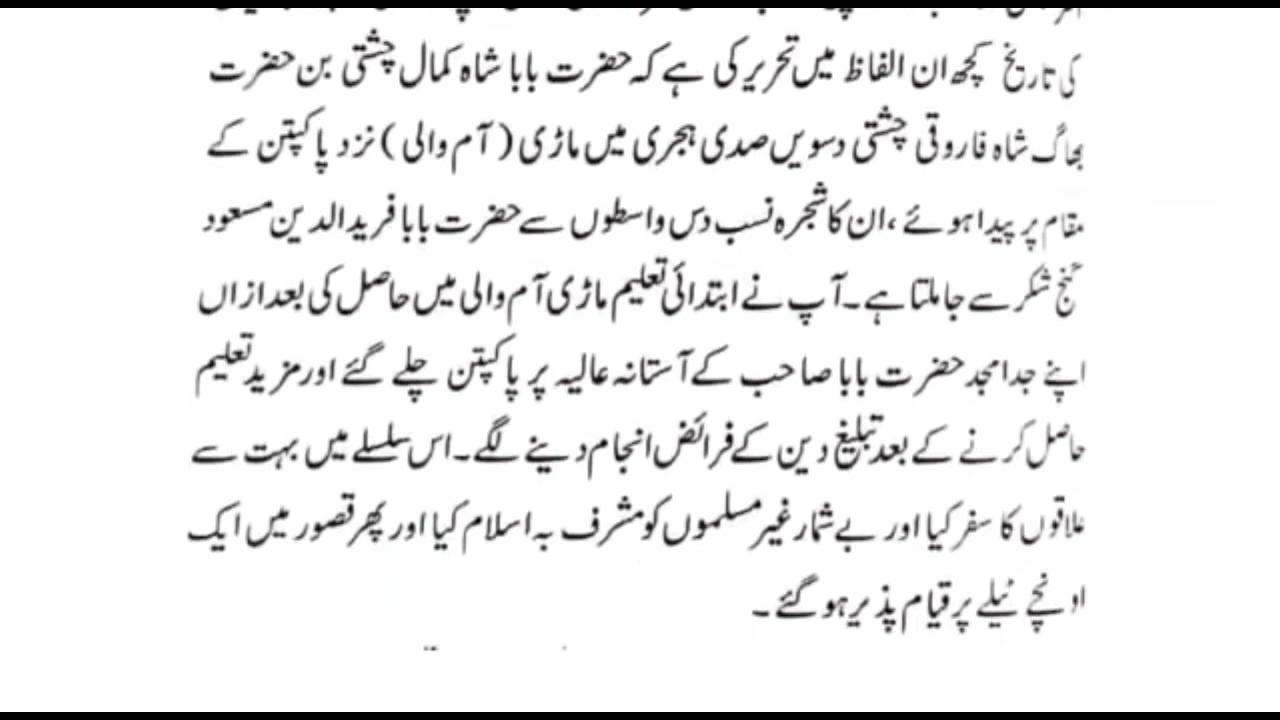 کی تاریخ کچھ ان الفاظ میں تحریر کی ہے کہ حضرت بابا شاہ کمال چشتی بن حضرت
بھاگ شاہ فاروقی چشتی دسویں صدی ہجری میں ماڑی (آم والی) نزد پاکپتن کے
مقام پر پیدا ہوئے ،ان کا شجرہ نسب دس واسطوں سے حضرت بابا فرید الدین مسعود
گنج شکر سے جا ملتا ہے۔ آپ نے ابتدائی تعلیم ماڑی آم والی میں حاصل کی بعد ازاں
اپنے جد امجد حضرت بابا صاحب کے آستانہ عالیہ پر پاکپتن چلے گئے اور مزید تعلیم
حاصل کرنے کے بعد تبلیغ دین کے فرائض انجام دینے لگے۔ اس سلسلے میں بہت سے
علاقوں کا سفر کیا اور بے شمار غیر مسلموں کو مشرف بہ اسلام کیا اور پھر قصور میں ایک
اونچے ٹیلے پر قیام پذیر ہو گئے ۔